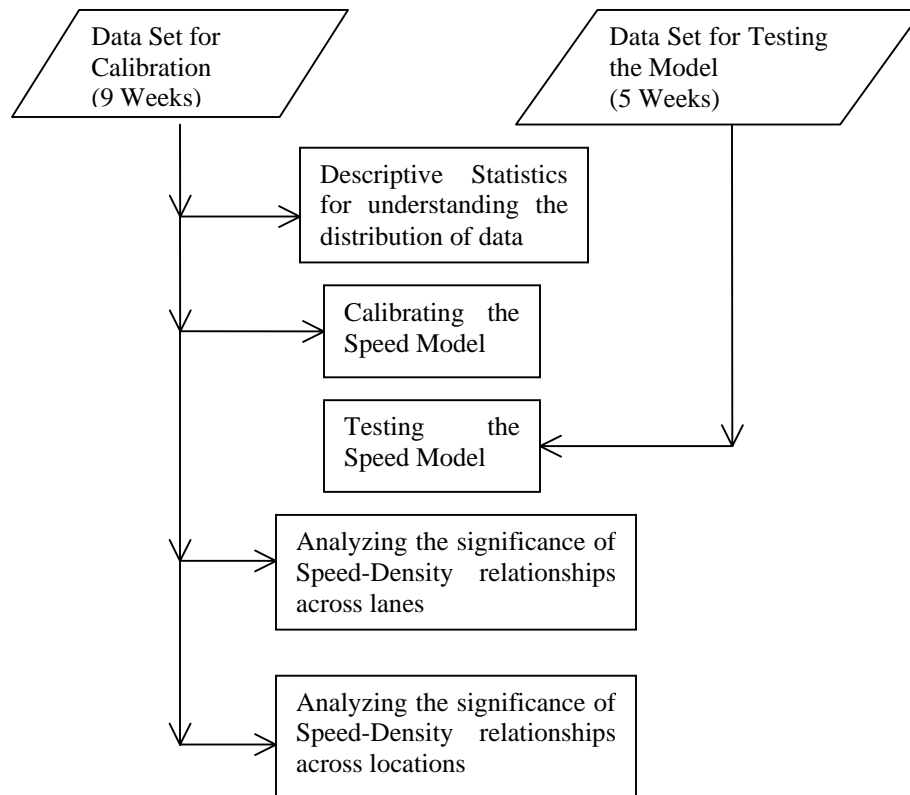 Data Set for
Calibration
(9 Weeks)
Data Set for Testing
the Model
(5 Weeks)
Descriptive Statistics
for understanding the
distribution of data
Calibrating the
Speed Model
Testing the
Speed Model
Analyzing the significance of
Speed-Density relationships
across lanes
Analyzing the significance of
Speed-Density relationships
across locations